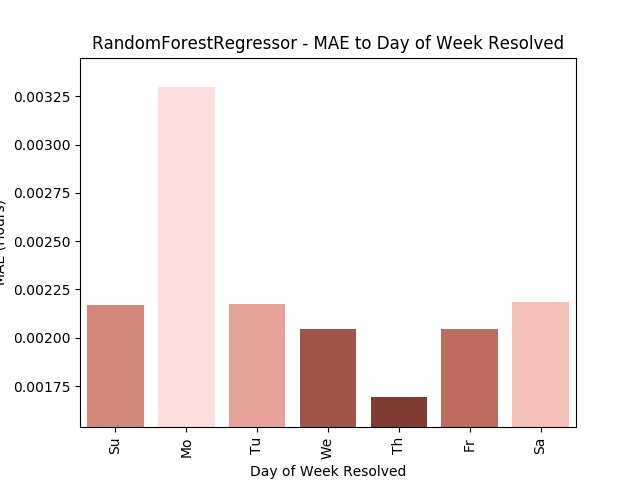 RandomForestRegressor - MAE to Day of Week Resolved
0.00325
0.00300
0.00275
0.00250
0.00225
0.00200
0.00175
MAE (Hours)
Su Mo Tu We Th Fr Sa
Day of Week Resolved